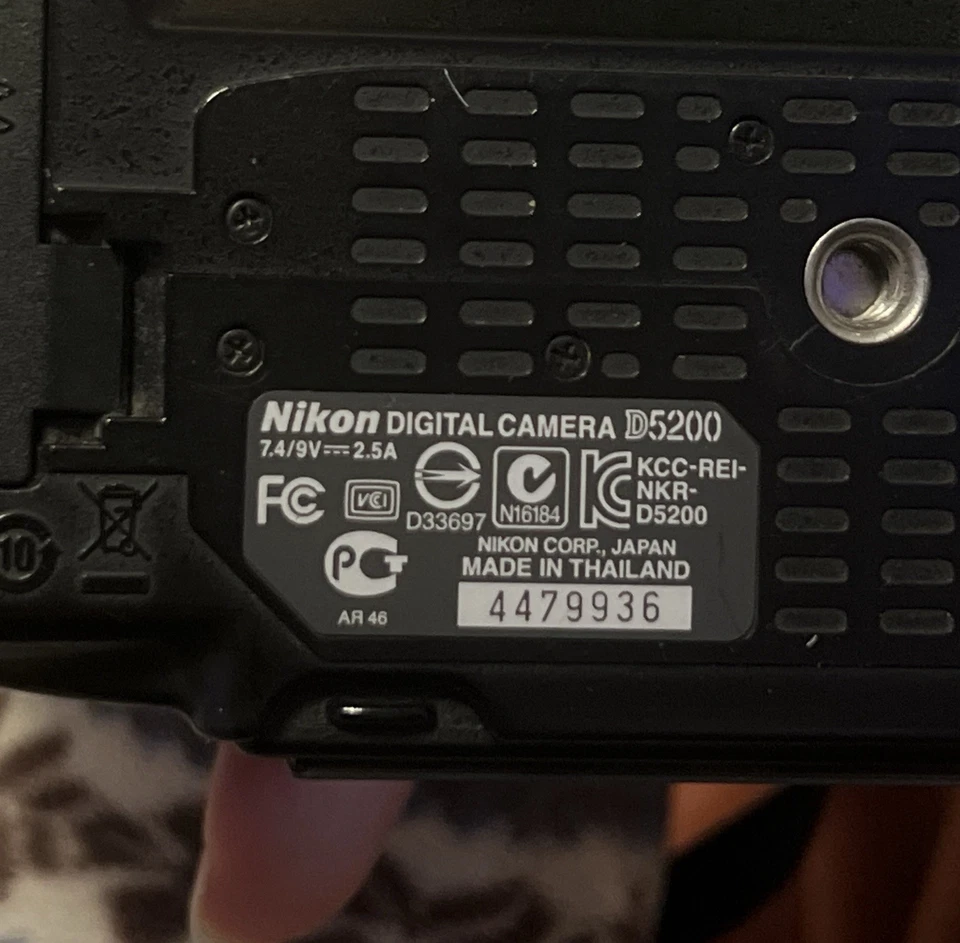 Nikon DIGITAL CAMERA D5200
7.4/9V⎓2.5A
FC
VCI
D33697
N16184
KCC-REI-
NKR-
D5200
10
PCT
АЯ 46
NIKON CORP., JAPAN
MADE IN THAILAND
4479936